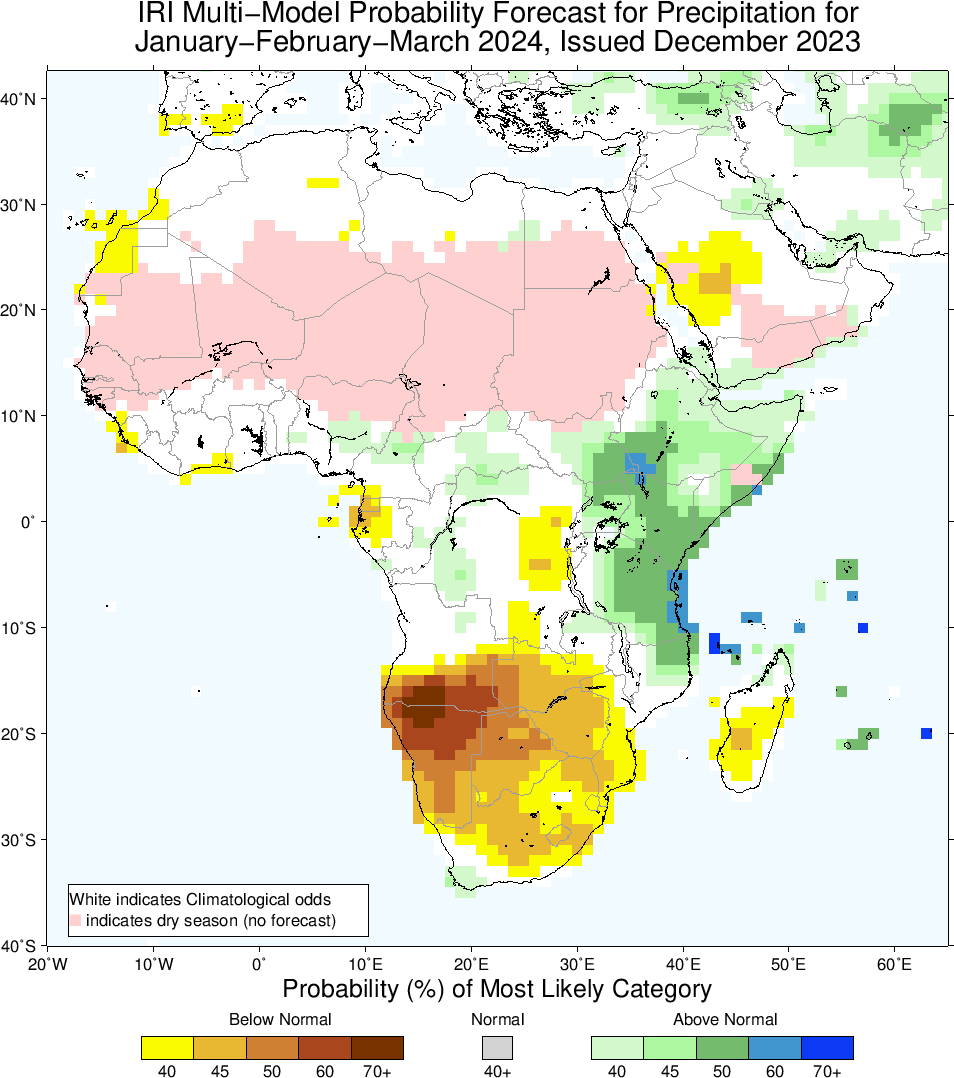 IRI Multi−Model Probability Forecast for Precipitation for
January−February−March 2024, Issued December 2023
40˚N
30˚N
20˚N
10˚N
0˚
10˚S
20˚S
30˚S
White indicates Climatological odds
indicates dry season (no forecast)
40˚S
20˚W 10˚W 0˚ 10˚E 20˚E 30˚E 40˚E 50˚E 60˚E
Probability (%) of Most Likely Category
Below Normal Normal Above Normal
40 45 50 60 70+ 40+ 40 45 50 60 70+